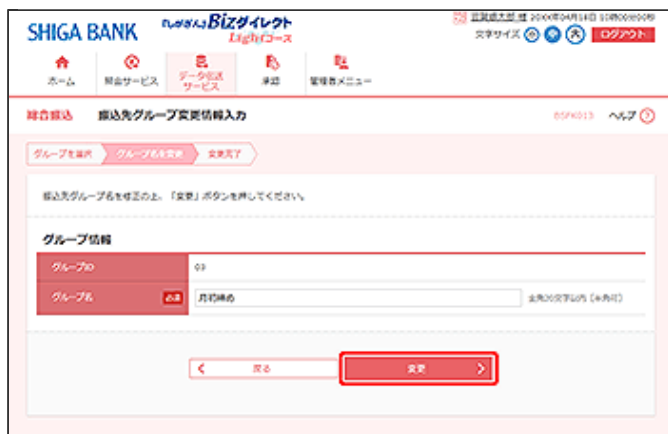 SHIGA BANK
しがぎんBizダイレクト
Lightコース
文字サイズ 小 中 大 ログアウト
ホーム 照会サービス データ伝送サービス 承認 管理者メニュー
総合振込 振込先グループ変更情報入力 BSFK013 ヘルプ ?
グループを選択 グループ名を変更 変更完了
振込先グループ名を修正の上、「変更」ボタンを押してください。
グループ情報
グループID 03
グループ名 必須 月初締め 全角20文字以内(半角可)
戻る 変更